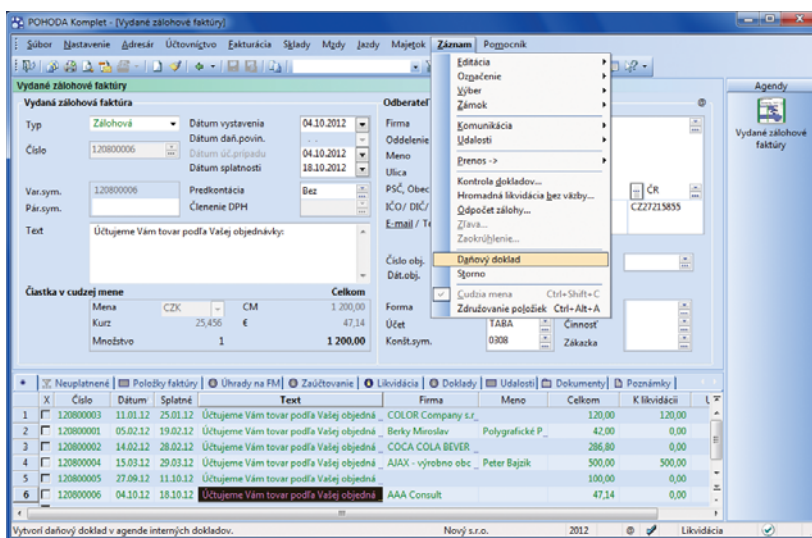 POHODA Komplet - [Vydané zálohové faktúry]
Súbor Nastavenie Adresár Účtovníctvo Fakturácia Sklady Mzdy Jazdy Majetok Záznam Pomocník
Vydané zálohové faktúry
Agendy
Vydané zálohové faktúry
Vydaná zálohová faktúra
Typ Zálohová
Číslo 120800006
Var.sym. 120800006
Pár.sym.
Dátum vystavenia 04.10.2012
Dátum daň.povin.
Dátum úč.prípadu 04.10.2012
Dátum splatnosti 18.10.2012
Predkontácia Bez
Členenie DPH
Text Účtujeme Vám tovar podľa Vašej objednávky:
Čiastka v cudzej mene Celkom
Mena CZK CM 1 200,00
Kurz 25,456 € 47,14
Množstvo 1 1 200,00
Odberateľ
Firma
Oddelenie
Meno
Ulica
PSČ, Obec ČR
IČO/ DIČ/ CZ27215855
E-mail / Te
Číslo obj.
Dát.obj.
Forma
Účet TABA Činnosť
Konšt.sym. 0308 Zákazka
Editácia
Označenie
Výber
Zámok
Komunikácia
Udalosti
Prenos ->
Kontrola dokladov...
Hromadná likvidácia bez väzby...
Odpočet zálohy...
Zľava...
Zaokrúhlenie...
Daňový doklad
Storno
Cudzia mena Ctrl+Shift+C
Združovanie položiek Ctrl+Alt+A
Neuplatnené Položky faktúry Úhrady na FM Zaúčtovanie Likvidácia Doklady Udalosti Dokumenty Poznámky
X Číslo Dátum Splatné Text Firma Meno Celkom K likvidácii
1 120800003 11.01.12 25.01.12 Účtujeme Vám tovar podľa Vašej objedná_ COLOR Company s.r_ 120,00 120,00
2 120800001 05.02.12 19.02.12 Účtujeme Vám tovar podľa Vašej objedná_ Berky Miroslav Polygrafické P_ 42,00 0,00
3 120800002 14.02.12 28.02.12 Účtujeme Vám tovar podľa Vašej objedná_ COCA COLA BEVER_ 286,80 0,00
4 120800004 15.03.12 29.03.12 Účtujeme Vám tovar podľa Vašej objedná_ AJAX - výrobno obc_ Peter Bajzík 500,00 500,00
5 120800005 27.09.12 11.10.12 Účtujeme Vám tovar podľa Vašej objedná_ 100,00 0,00
6 120800006 04.10.12 18.10.12 Účtujeme Vám tovar podľa Vašej objedná AAA Consult 47,14 0,00
Vytvorí daňový doklad v agende interných dokladov. Nový s.r.o. 2012 Likvidácia